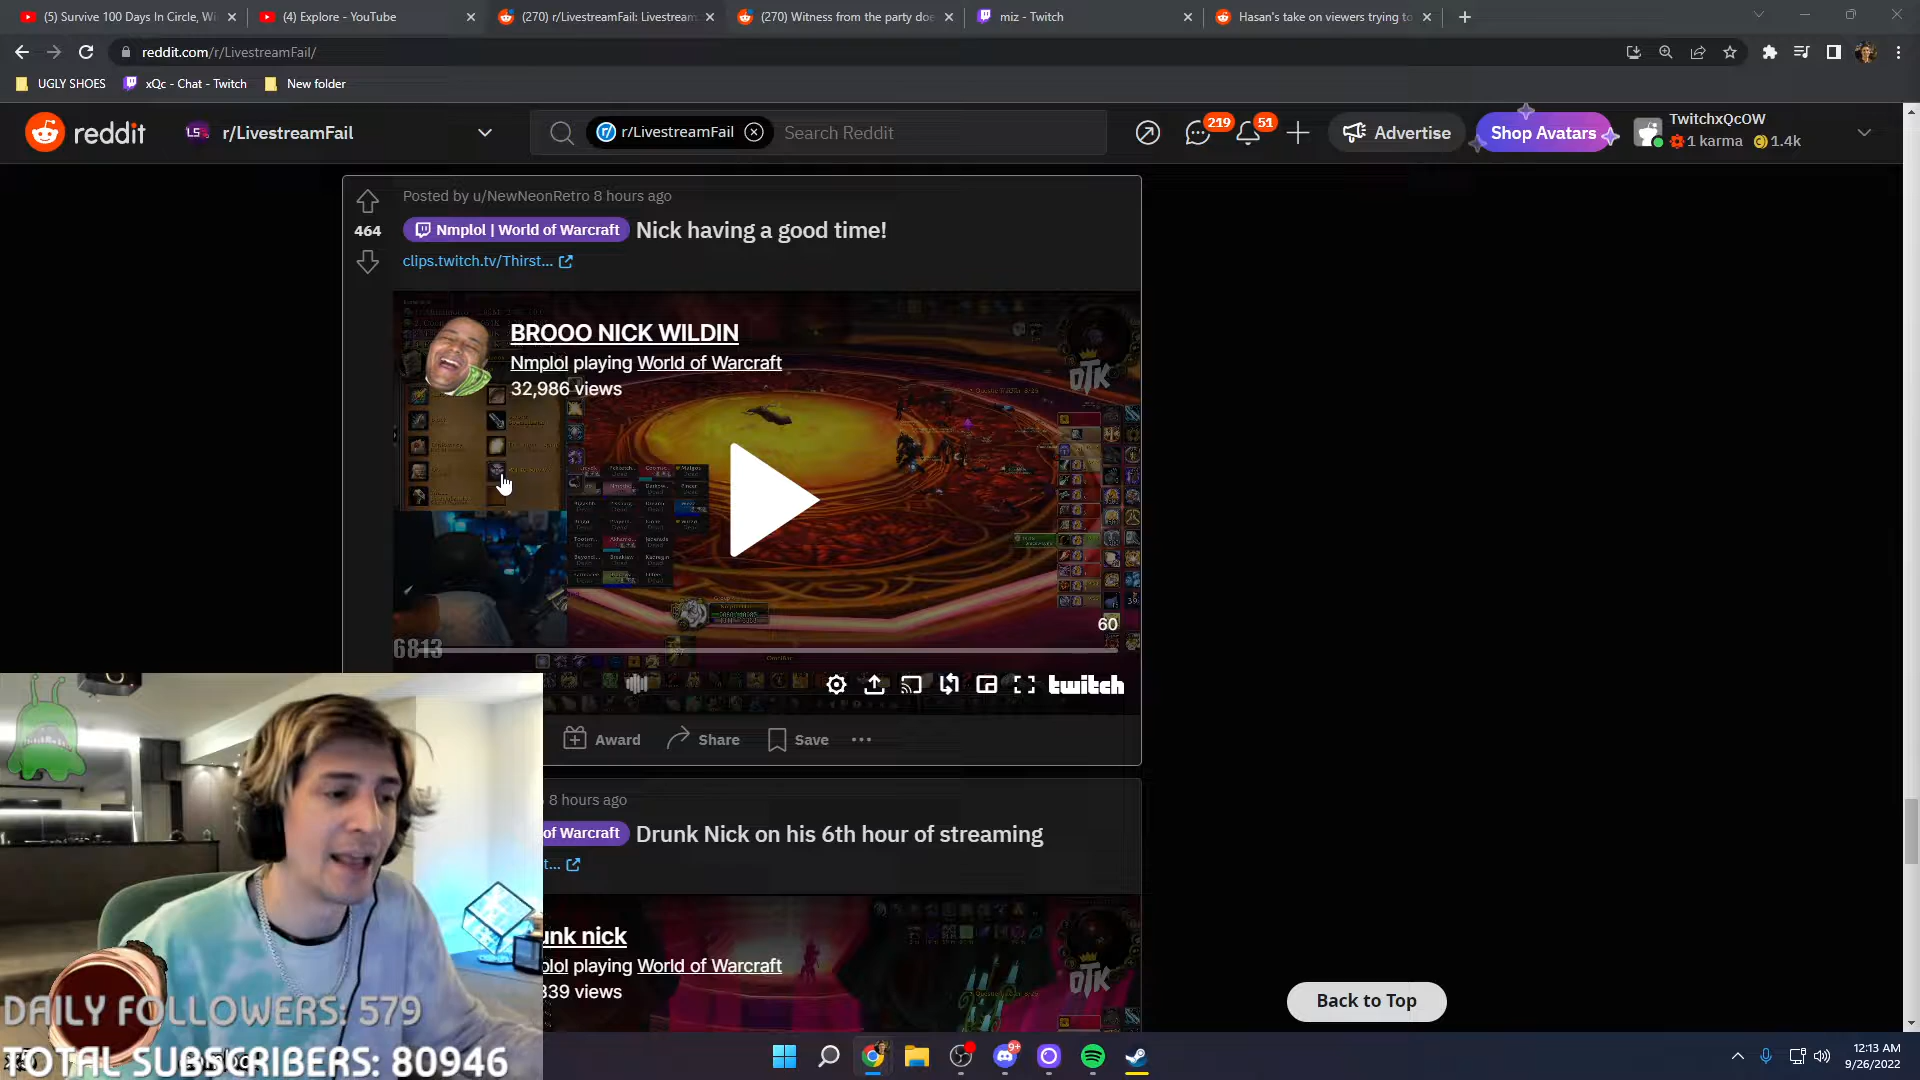 (5) Survive 100 Days In Circle, Wi
(4) Explore - YouTube
(270) r/LivestreamFail: Livestream
(270) Witness from the party doe
miz - Twitch
Hasan's take on viewers trying to
reddit.com/r/LivestreamFail/
UGLY SHOES
xQc - Chat - Twitch
New folder
reddit
r/LivestreamFail
r/LivestreamFail
Search Reddit
219
51
Advertise
Shop Avatars
TwitchxQcOW
1 karma
1.4k
Posted by u/NewNeonRetro 8 hours ago
464
Nmplol | World of Warcraft
Nick having a good time!
clips.twitch.tv/Thirst...
BROOO NICK WILDIN
Nmplol playing World of Warcraft
32,986 views
OTK
60
6813
twitch
Award
Share
Save
8 hours ago
of Warcraft
Drunk Nick on his 6th hour of streaming
t...
unk nick
plol playing World of Warcraft
339 views
OTK
Back to Top
DAILY FOLLOWERS: 579
TOTAL SUBSCRIBERS: 80946
9+
12:13 AM
9/26/2022